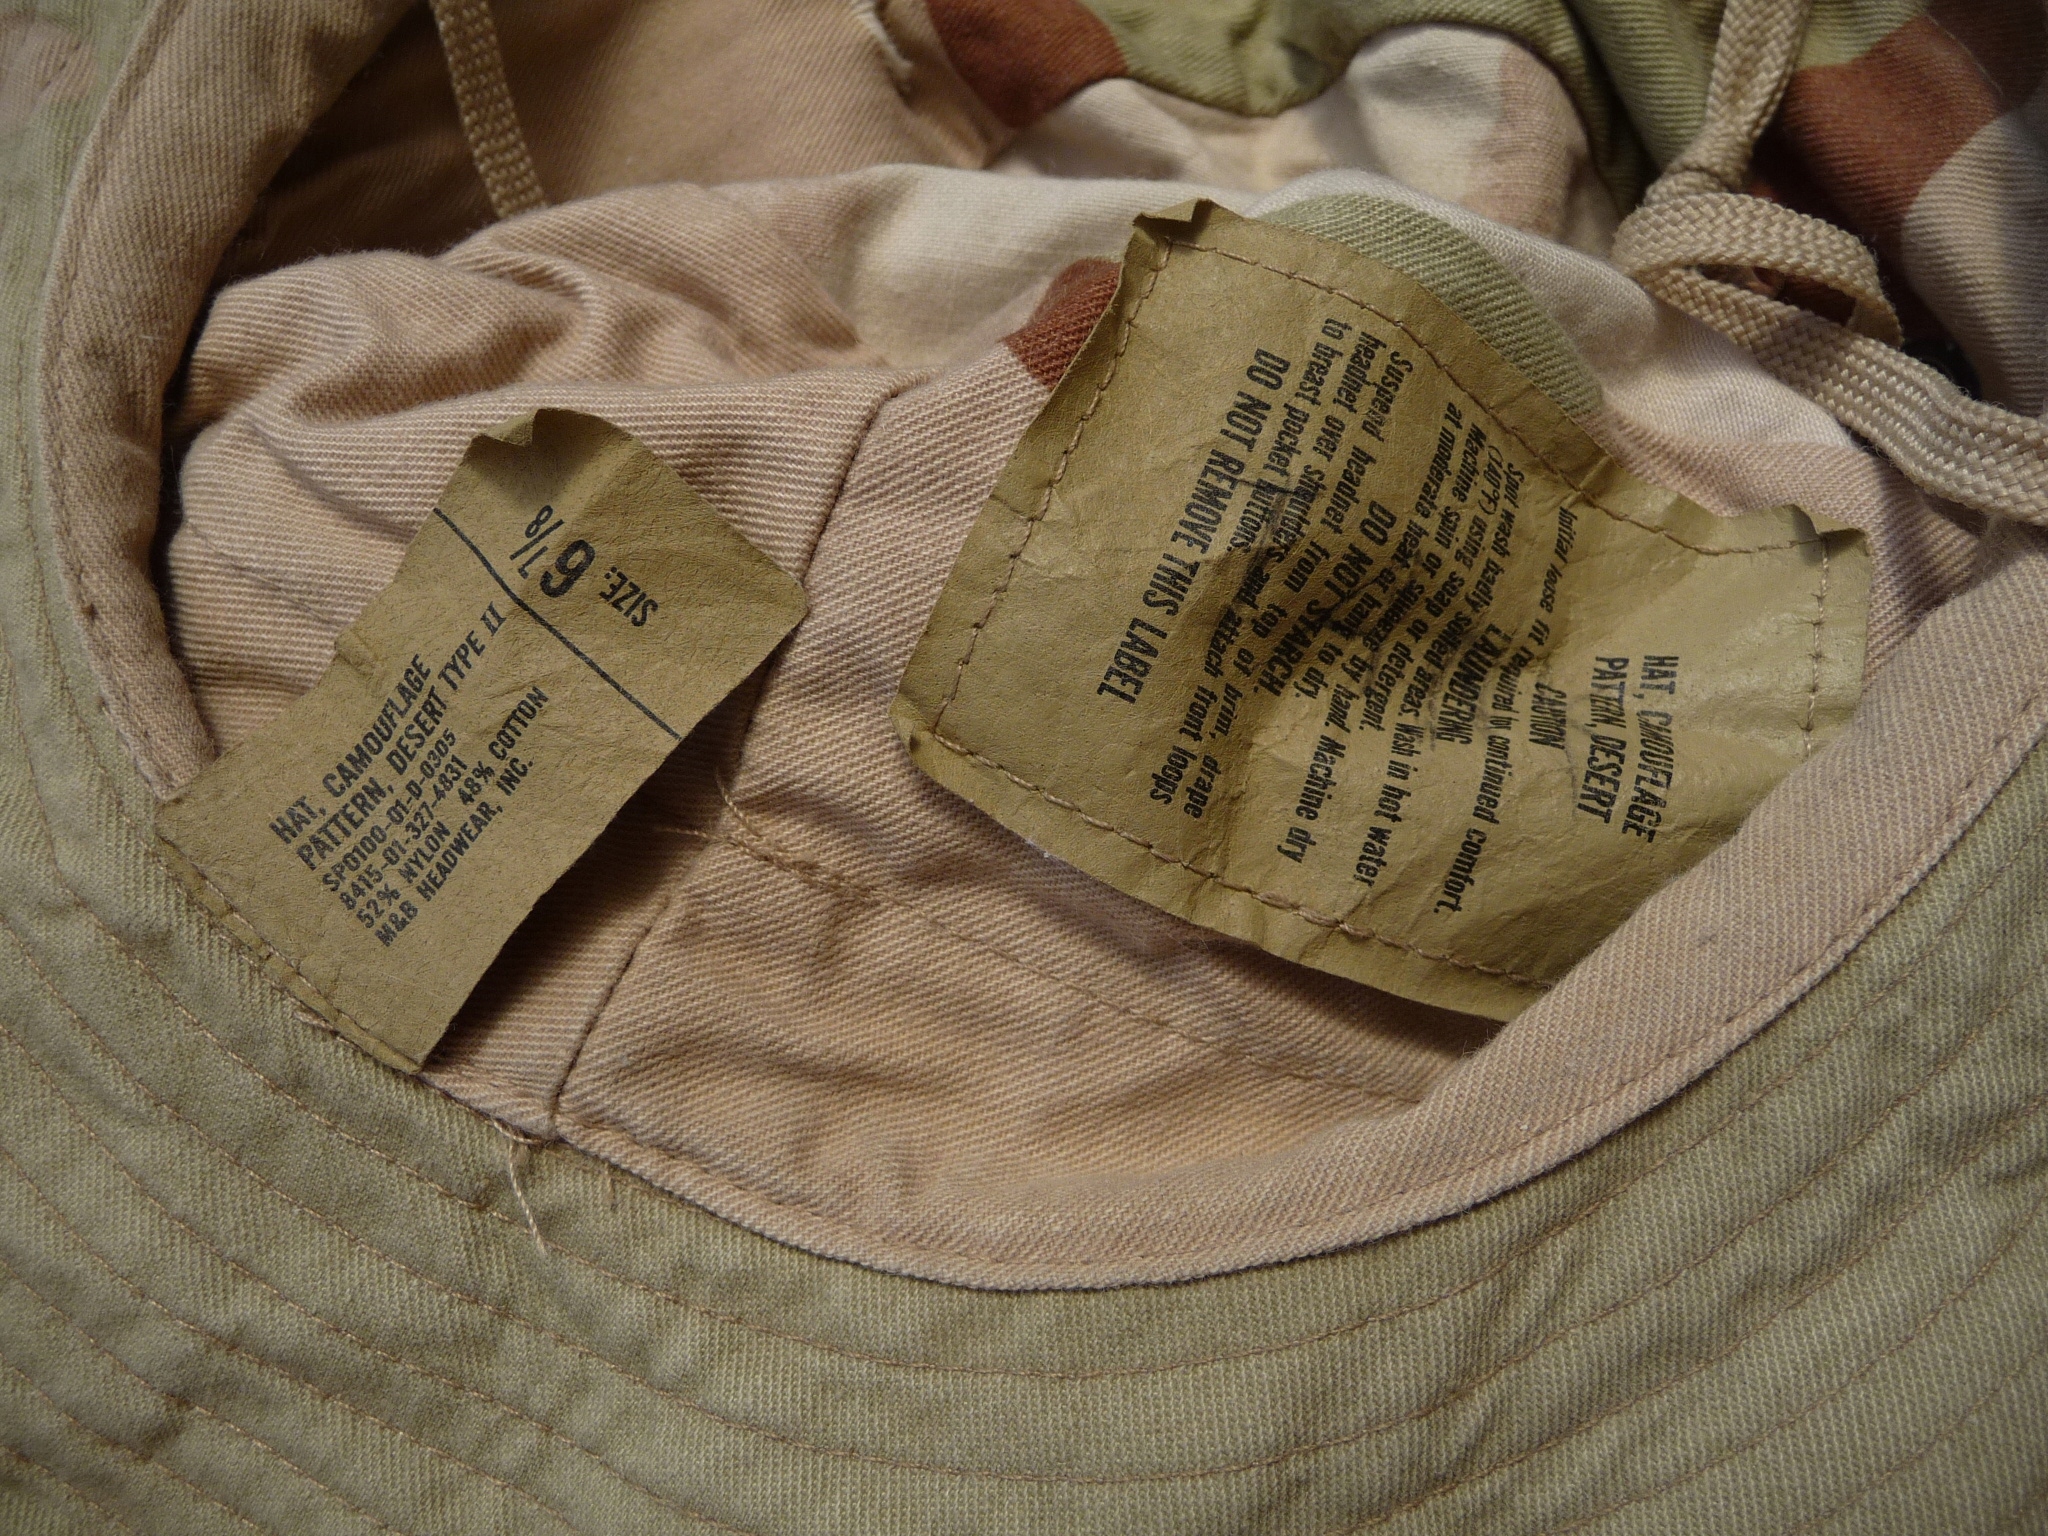 SIZE:
6 7/8
HAT, CAMOUFLAGE
PATTERN, DESERT TYPE II
SPO100-01-D-0305
8415-01-327-4831
52% NYLON 48% COTTON
M&B HEADWEAR, INC.
HAT, CAMOUFLAGE
PATTERN, DESERT
CAUTION
Initial loose fit required for continued comfort.
LAUNDERING
Spot wash badly soiled areas. Wash in hot water
(140°F) using soap or detergent.
Machine spin or squeeze by hand. Machine dry
at moderate heat or hang to dry.
DO NOT STARCH.
Suspend headnet from top of brim, drape
headnet over shoulders and attach front loops
to breast pocket buttons.
DO NOT REMOVE THIS LABEL